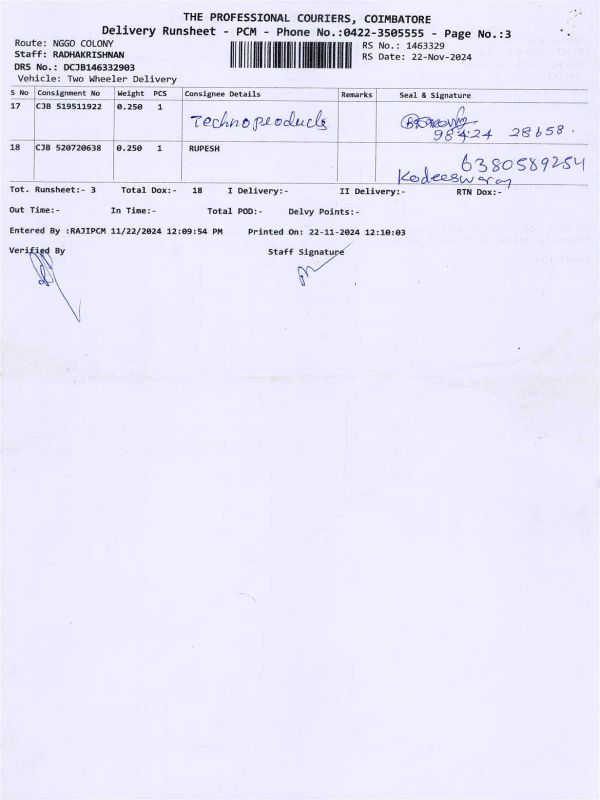 THE PROFESSIONAL COURIERS, COIMBATORE
Delivery Runsheet - PCM - Phone No.:0422-3505555 - Page No.:3
Route: NGGO COLONY
RS No.: 1463329
Staff: RADHAKRISHNAN
RS Date: 22-Nov-2024
DRS No.: DCJB146332903
Vehicle: Two Wheeler Delivery
S No Consignment No Weight PCS Consignee Details Remarks Seal & Signature
17 CJB 519511922 0.250 1 Technoproducts
98424 28658.
18 CJB 520720638 0.250 1 RUPESH 6380589254
Kodeeswaran
Tot. Runsheet:- 3 Total Dox:- 18 I Delivery:- II Delivery:- RTN Dox:-
Out Time:- In Time:- Total POD:- Delvy Points:-
Entered By :RAJIPCM 11/22/2024 12:09:54 PM Printed On: 22-11-2024 12:10:03
Verified By Staff Signature